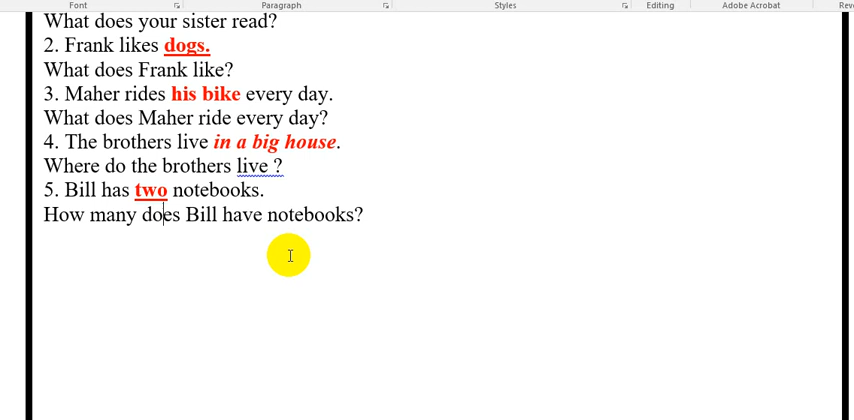 Font Paragraph Styles Editing Adobe Acrobat
What does your sister read?
2. Frank likes dogs.
What does Frank like?
3. Maher rides his bike every day.
What does Maher ride every day?
4. The brothers live in a big house.
Where do the brothers live ?
5. Bill has two notebooks.
How many does Bill have notebooks?